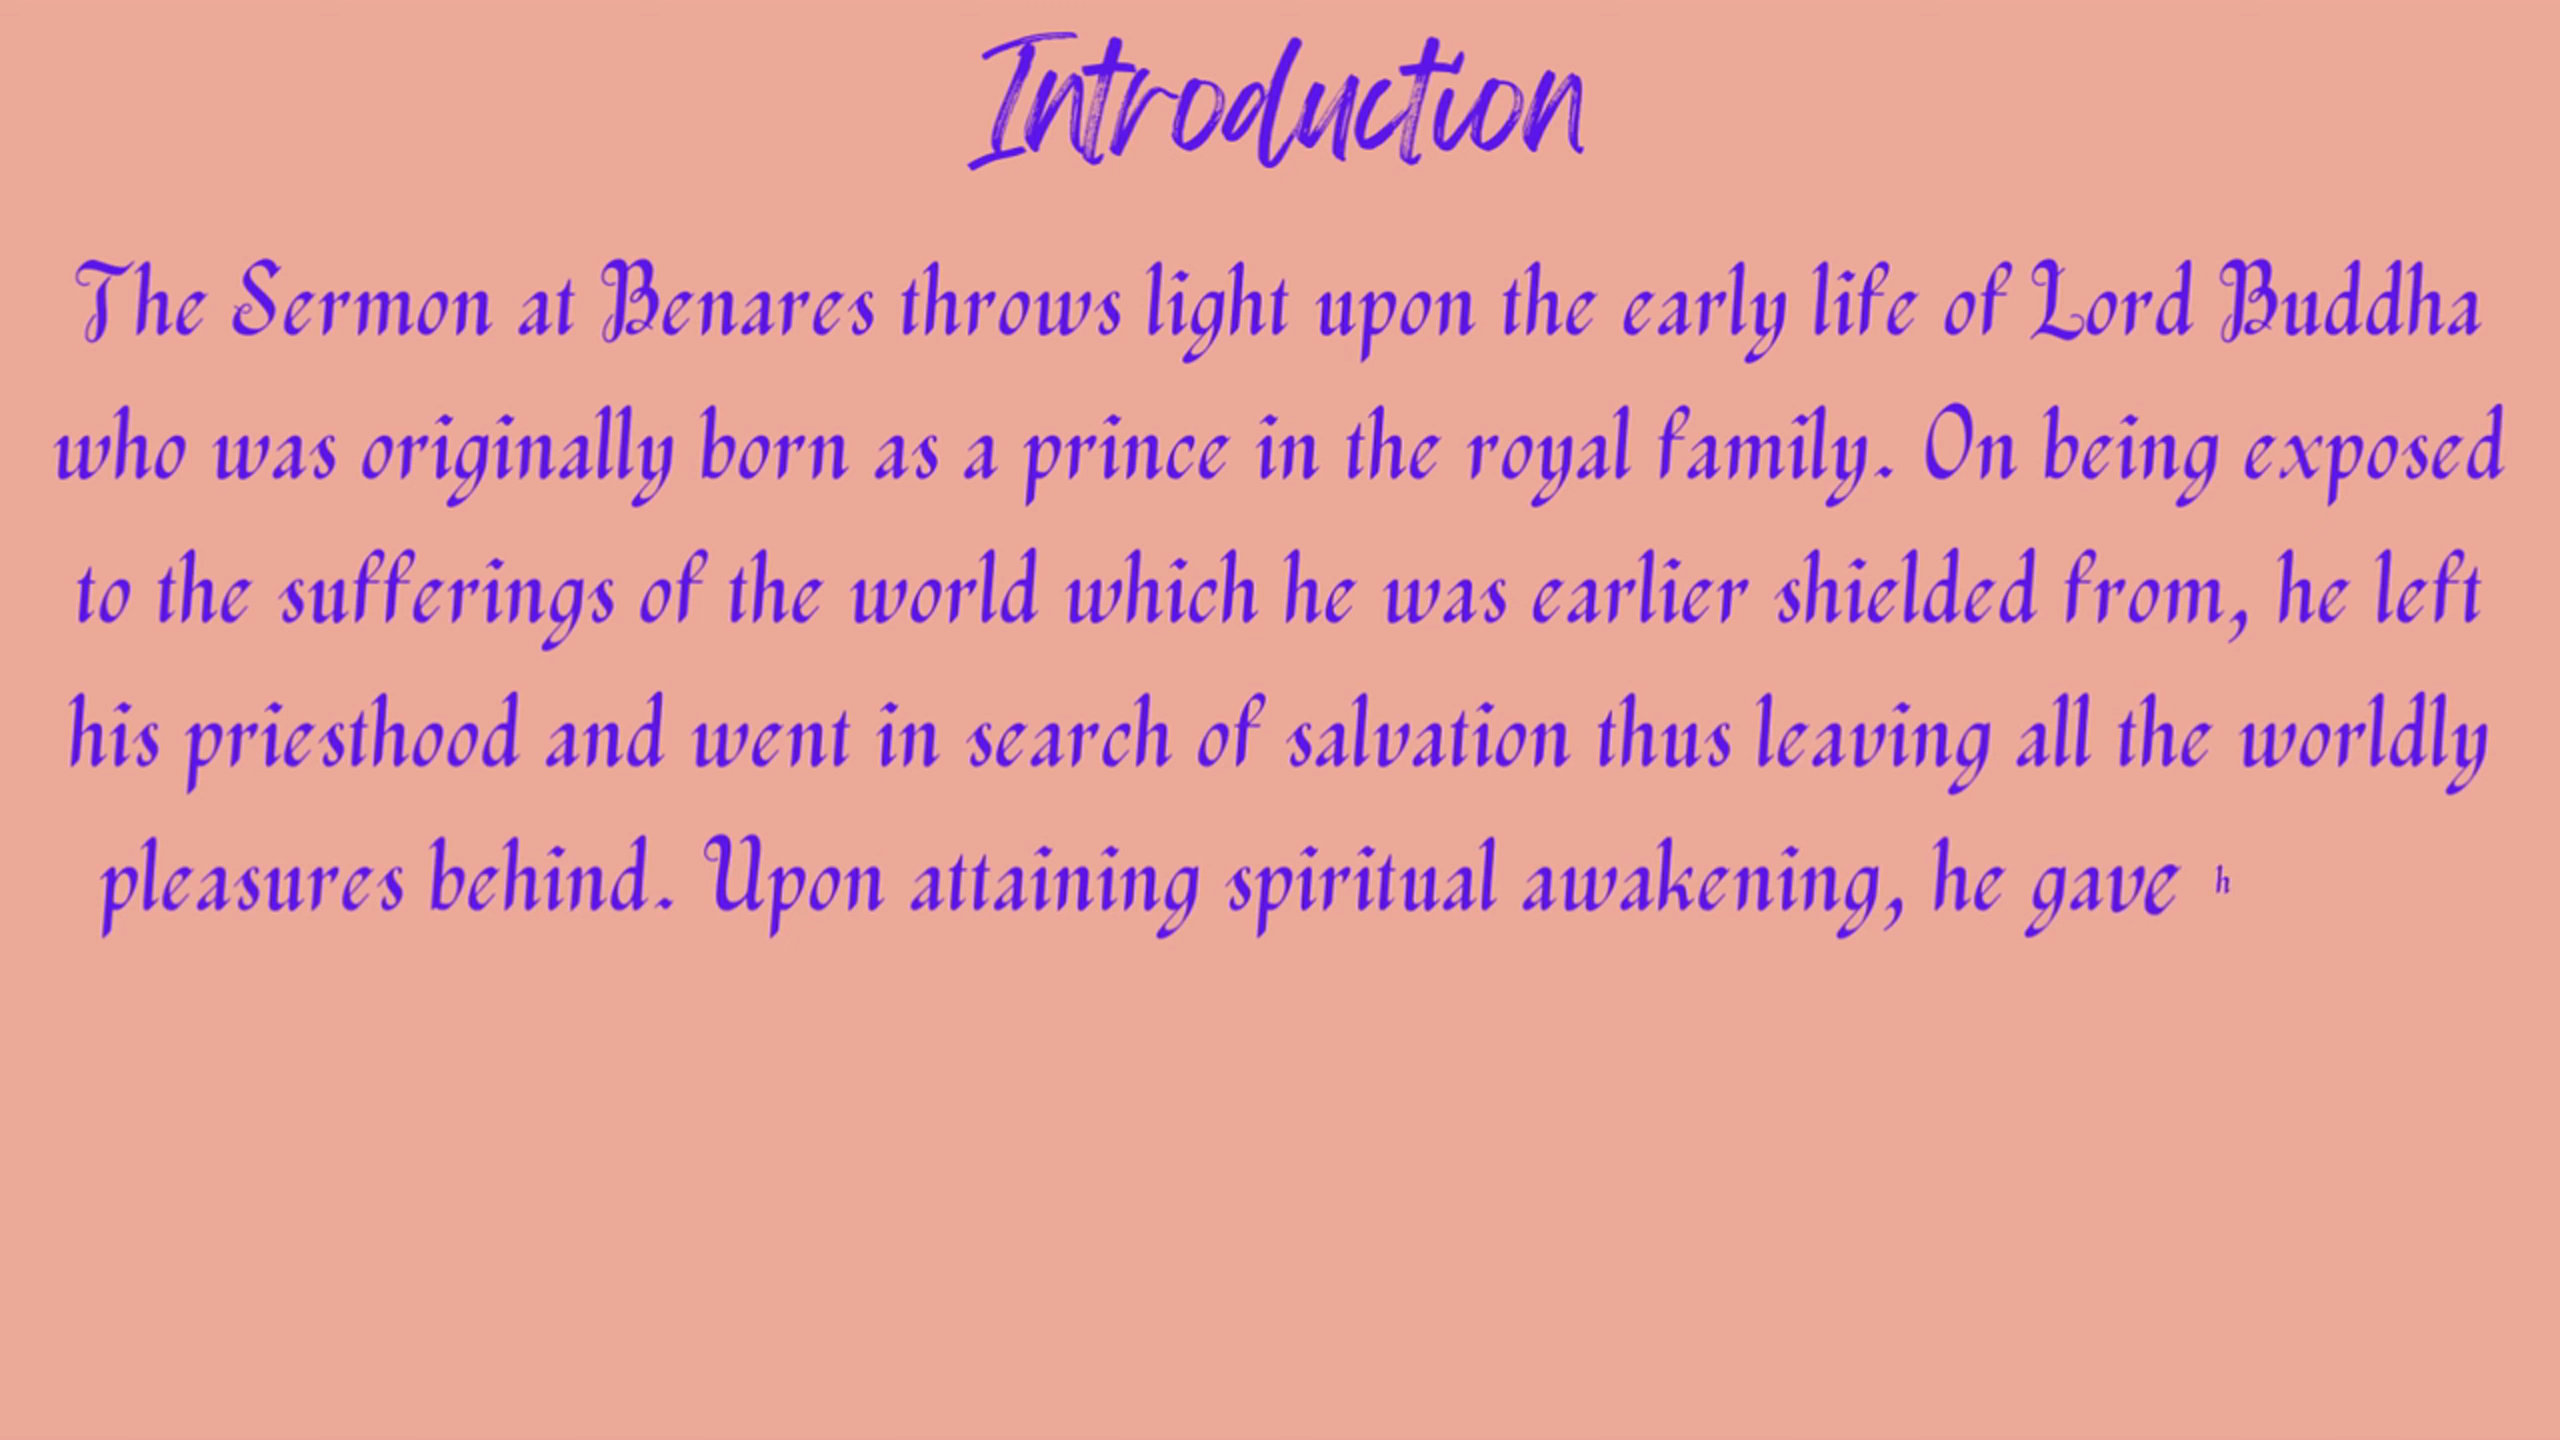 Introduction
The Sermon at Benares throws light upon the early life of Lord Buddha
who was originally born as a prince in the royal family. On being exposed
to the sufferings of the world which he was earlier shielded from, he left
his priesthood and went in search of salvation thus leaving all the worldly
pleasures behind. Upon attaining spiritual awakening, he gave h